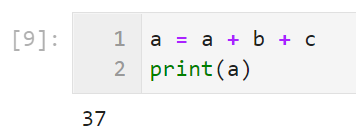 [9]: 1 a = a + b + c
2 print(a)
37